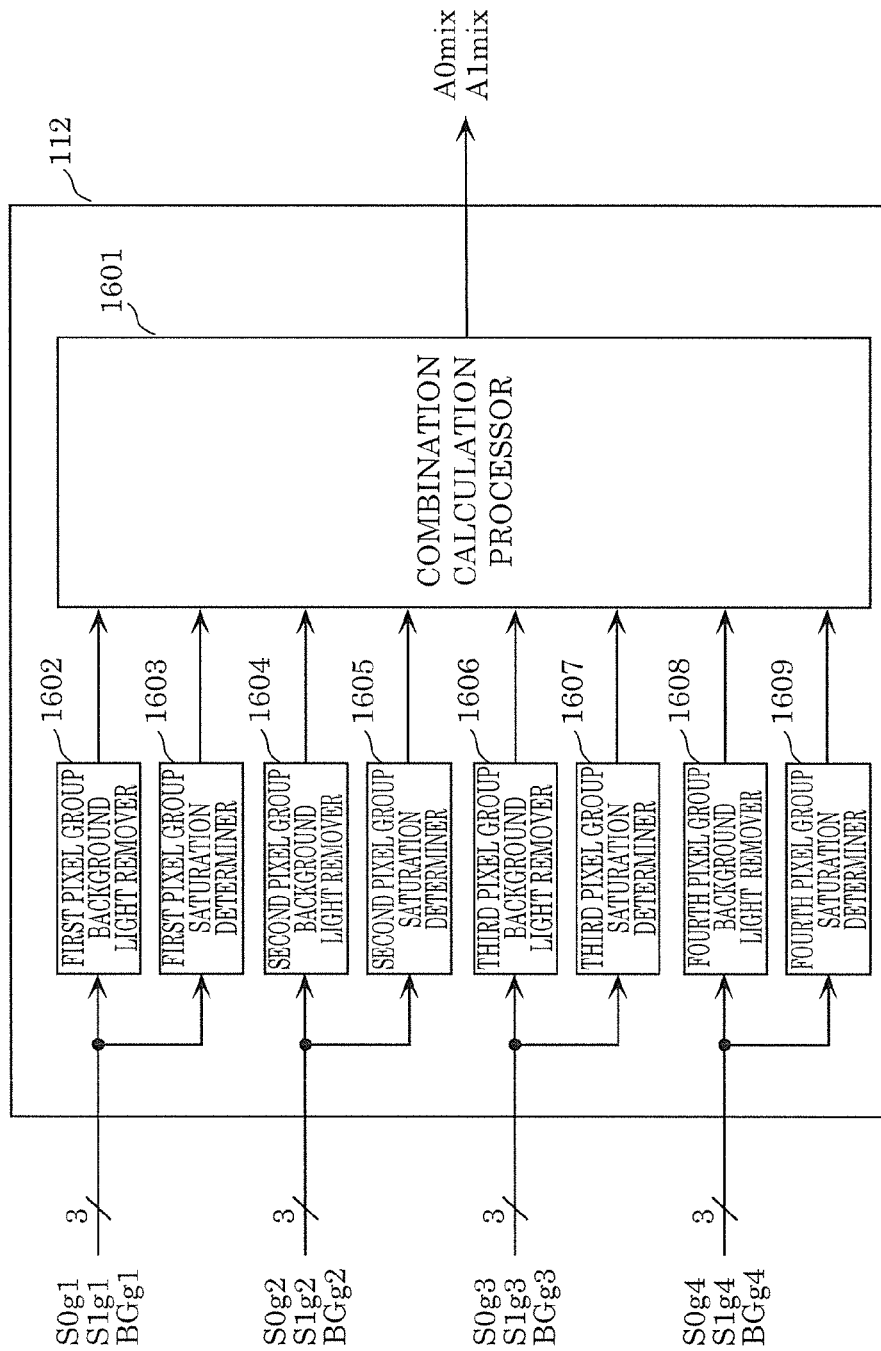 112
1601
COMBINATION
CALCULATION
PROCESSOR
A0mix
A1mix
S0g1
S1g1
BGg1
3
1602
FIRST PIXEL GROUP
BACKGROUND
LIGHT REMOVER
1603
FIRST PIXEL GROUP
SATURATION
DETERMINER
S0g2
S1g2
BGg2
3
1604
SECOND PIXEL GROUP
BACKGROUND
LIGHT REMOVER
1605
SECOND PIXEL GROUP
SATURATION
DETERMINER
S0g3
S1g3
BGg3
3
1606
THIRD PIXEL GROUP
BACKGROUND
LIGHT REMOVER
1607
THIRD PIXEL GROUP
SATURATION
DETERMINER
S0g4
S1g4
BGg4
3
1608
FOURTH PIXEL GROUP
BACKGROUND
LIGHT REMOVER
1609
FOURTH PIXEL GROUP
SATURATION
DETERMINER